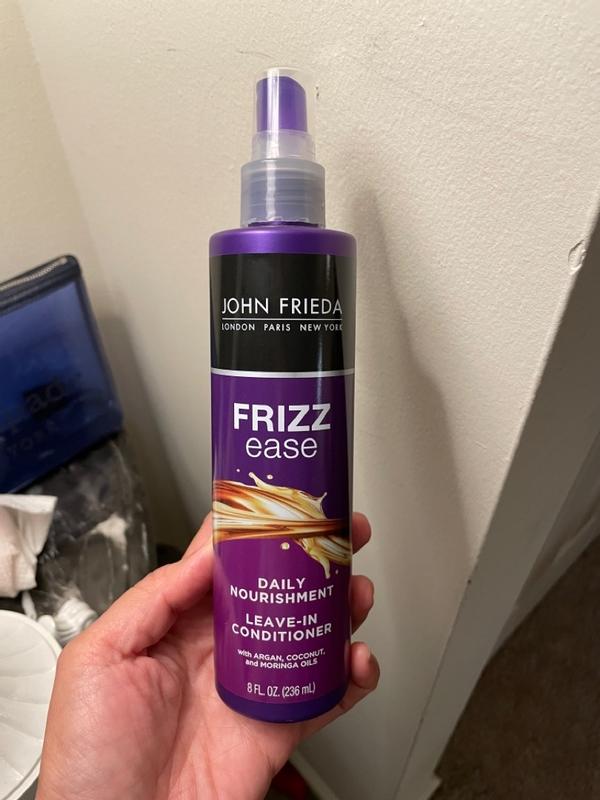 JOHN FRIEDA
LONDON PARIS NEW YORK
FRIZZ
ease
DAILY
NOURISHMENT
LEAVE-IN
CONDITIONER
with ARGAN, COCONUT,
and MORINGA OILS
8 FL. OZ. (236 mL)